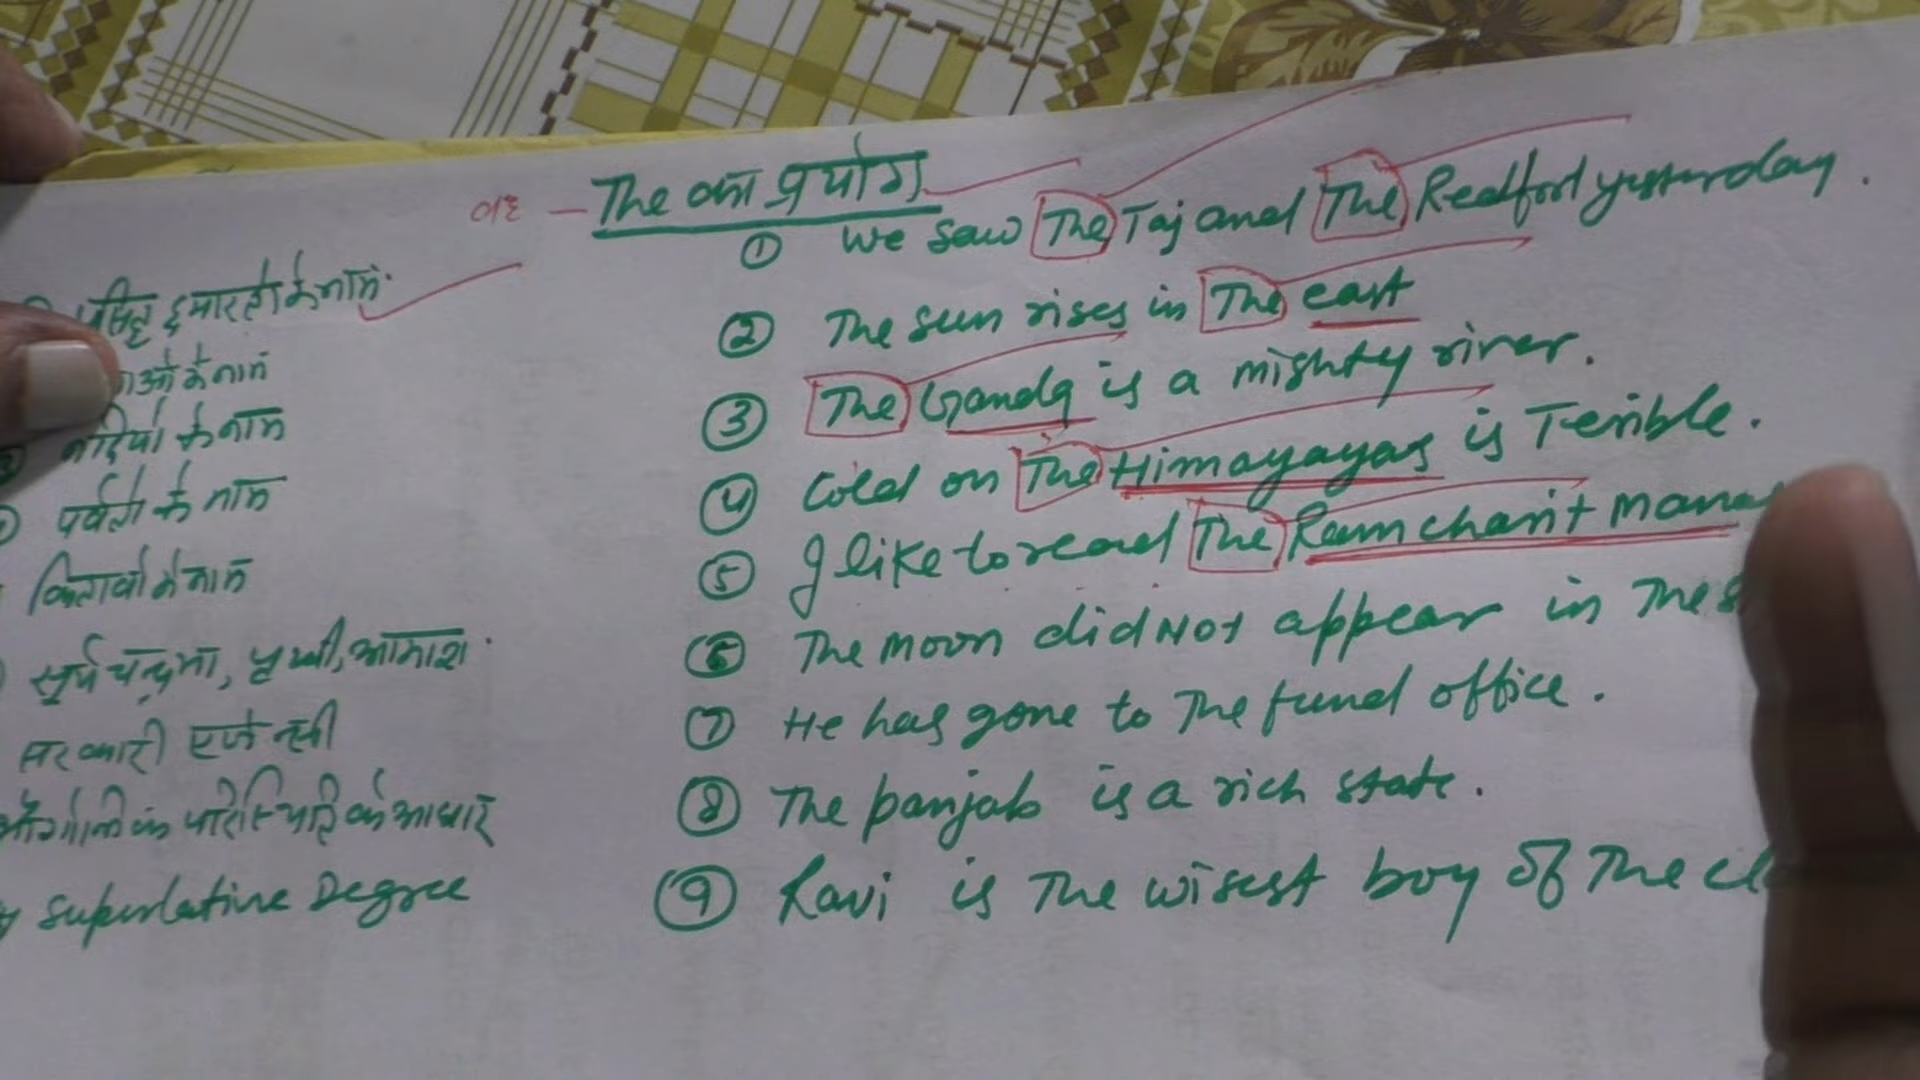 वह - The का प्रयोग
① We saw The Taj and The Redfort yesterday.
प्रसिद्ध इमारतों के नाम
② The sun rises in The east
ओं के नाम
③ The Ganga is a mighty river.
नदियों के नाम
④ Cold on The Himayayas is Terrible.
पर्वतों के नाम
⑤ I like to read The Ramcharit manas
किताबों के नाम
⑥ The moon did Not appear in The
सूर्य चन्द्रमा, पृथ्वी, आकाश
⑦ He has gone to The fund office.
सरकारी एजेन्सी
⑧ The panjab is a rich state.
भौगोलिक परिस्थिति के आधार
⑨ Ravi is The wisest boy of The
Superlative Degree